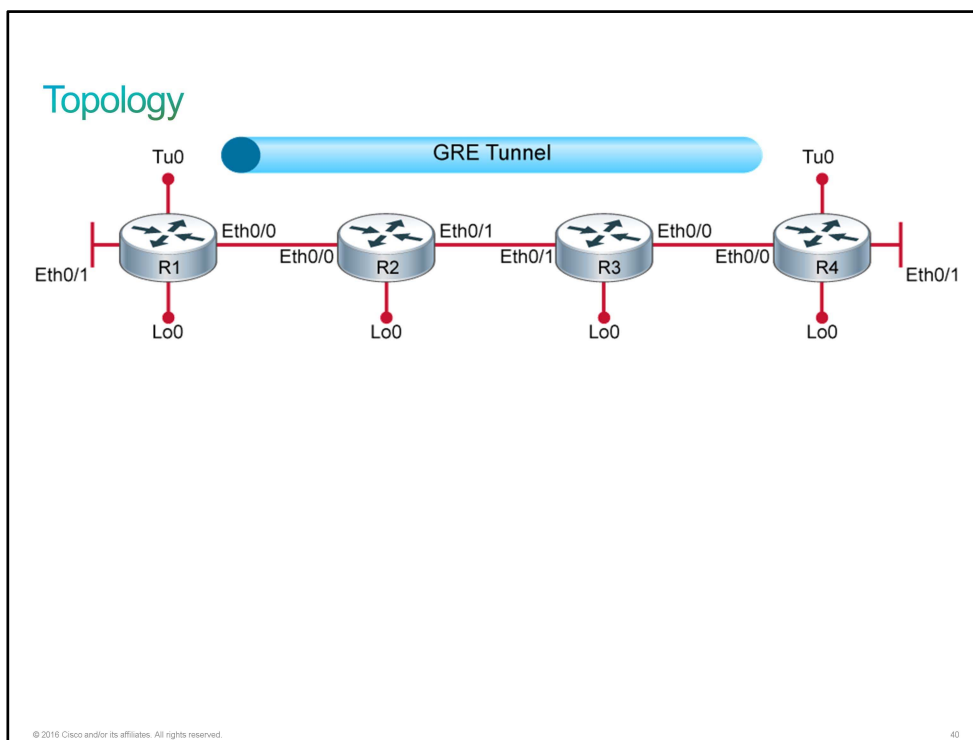 Topology
GRE Tunnel
Tu0
Tu0
Eth0/0
Eth0/1
Eth0/0
Eth0/1
R1
Eth0/0
R2
Eth0/1
R3
Eth0/0
R4
Eth0/1
Lo0
Lo0
Lo0
Lo0
© 2016 Cisco and/or its affiliates. All rights reserved.
40